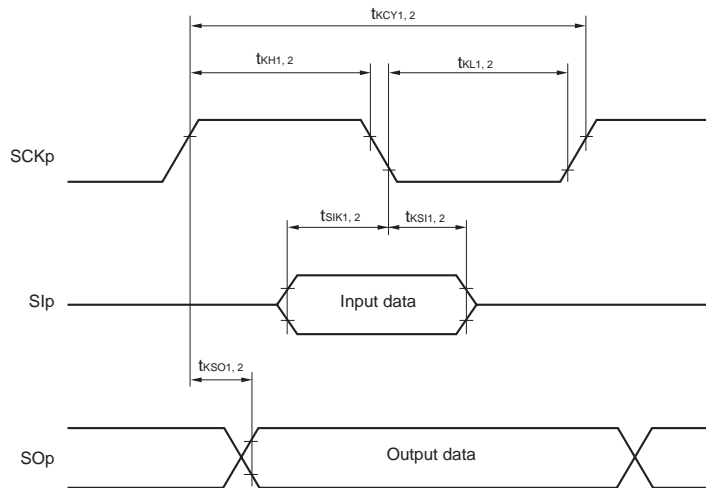 tKCY1, 2
tKH1, 2
tKL1, 2
SCKp
tSIK1, 2
tKSI1, 2
SIp
Input data
tKSO1, 2
SOp
Output data